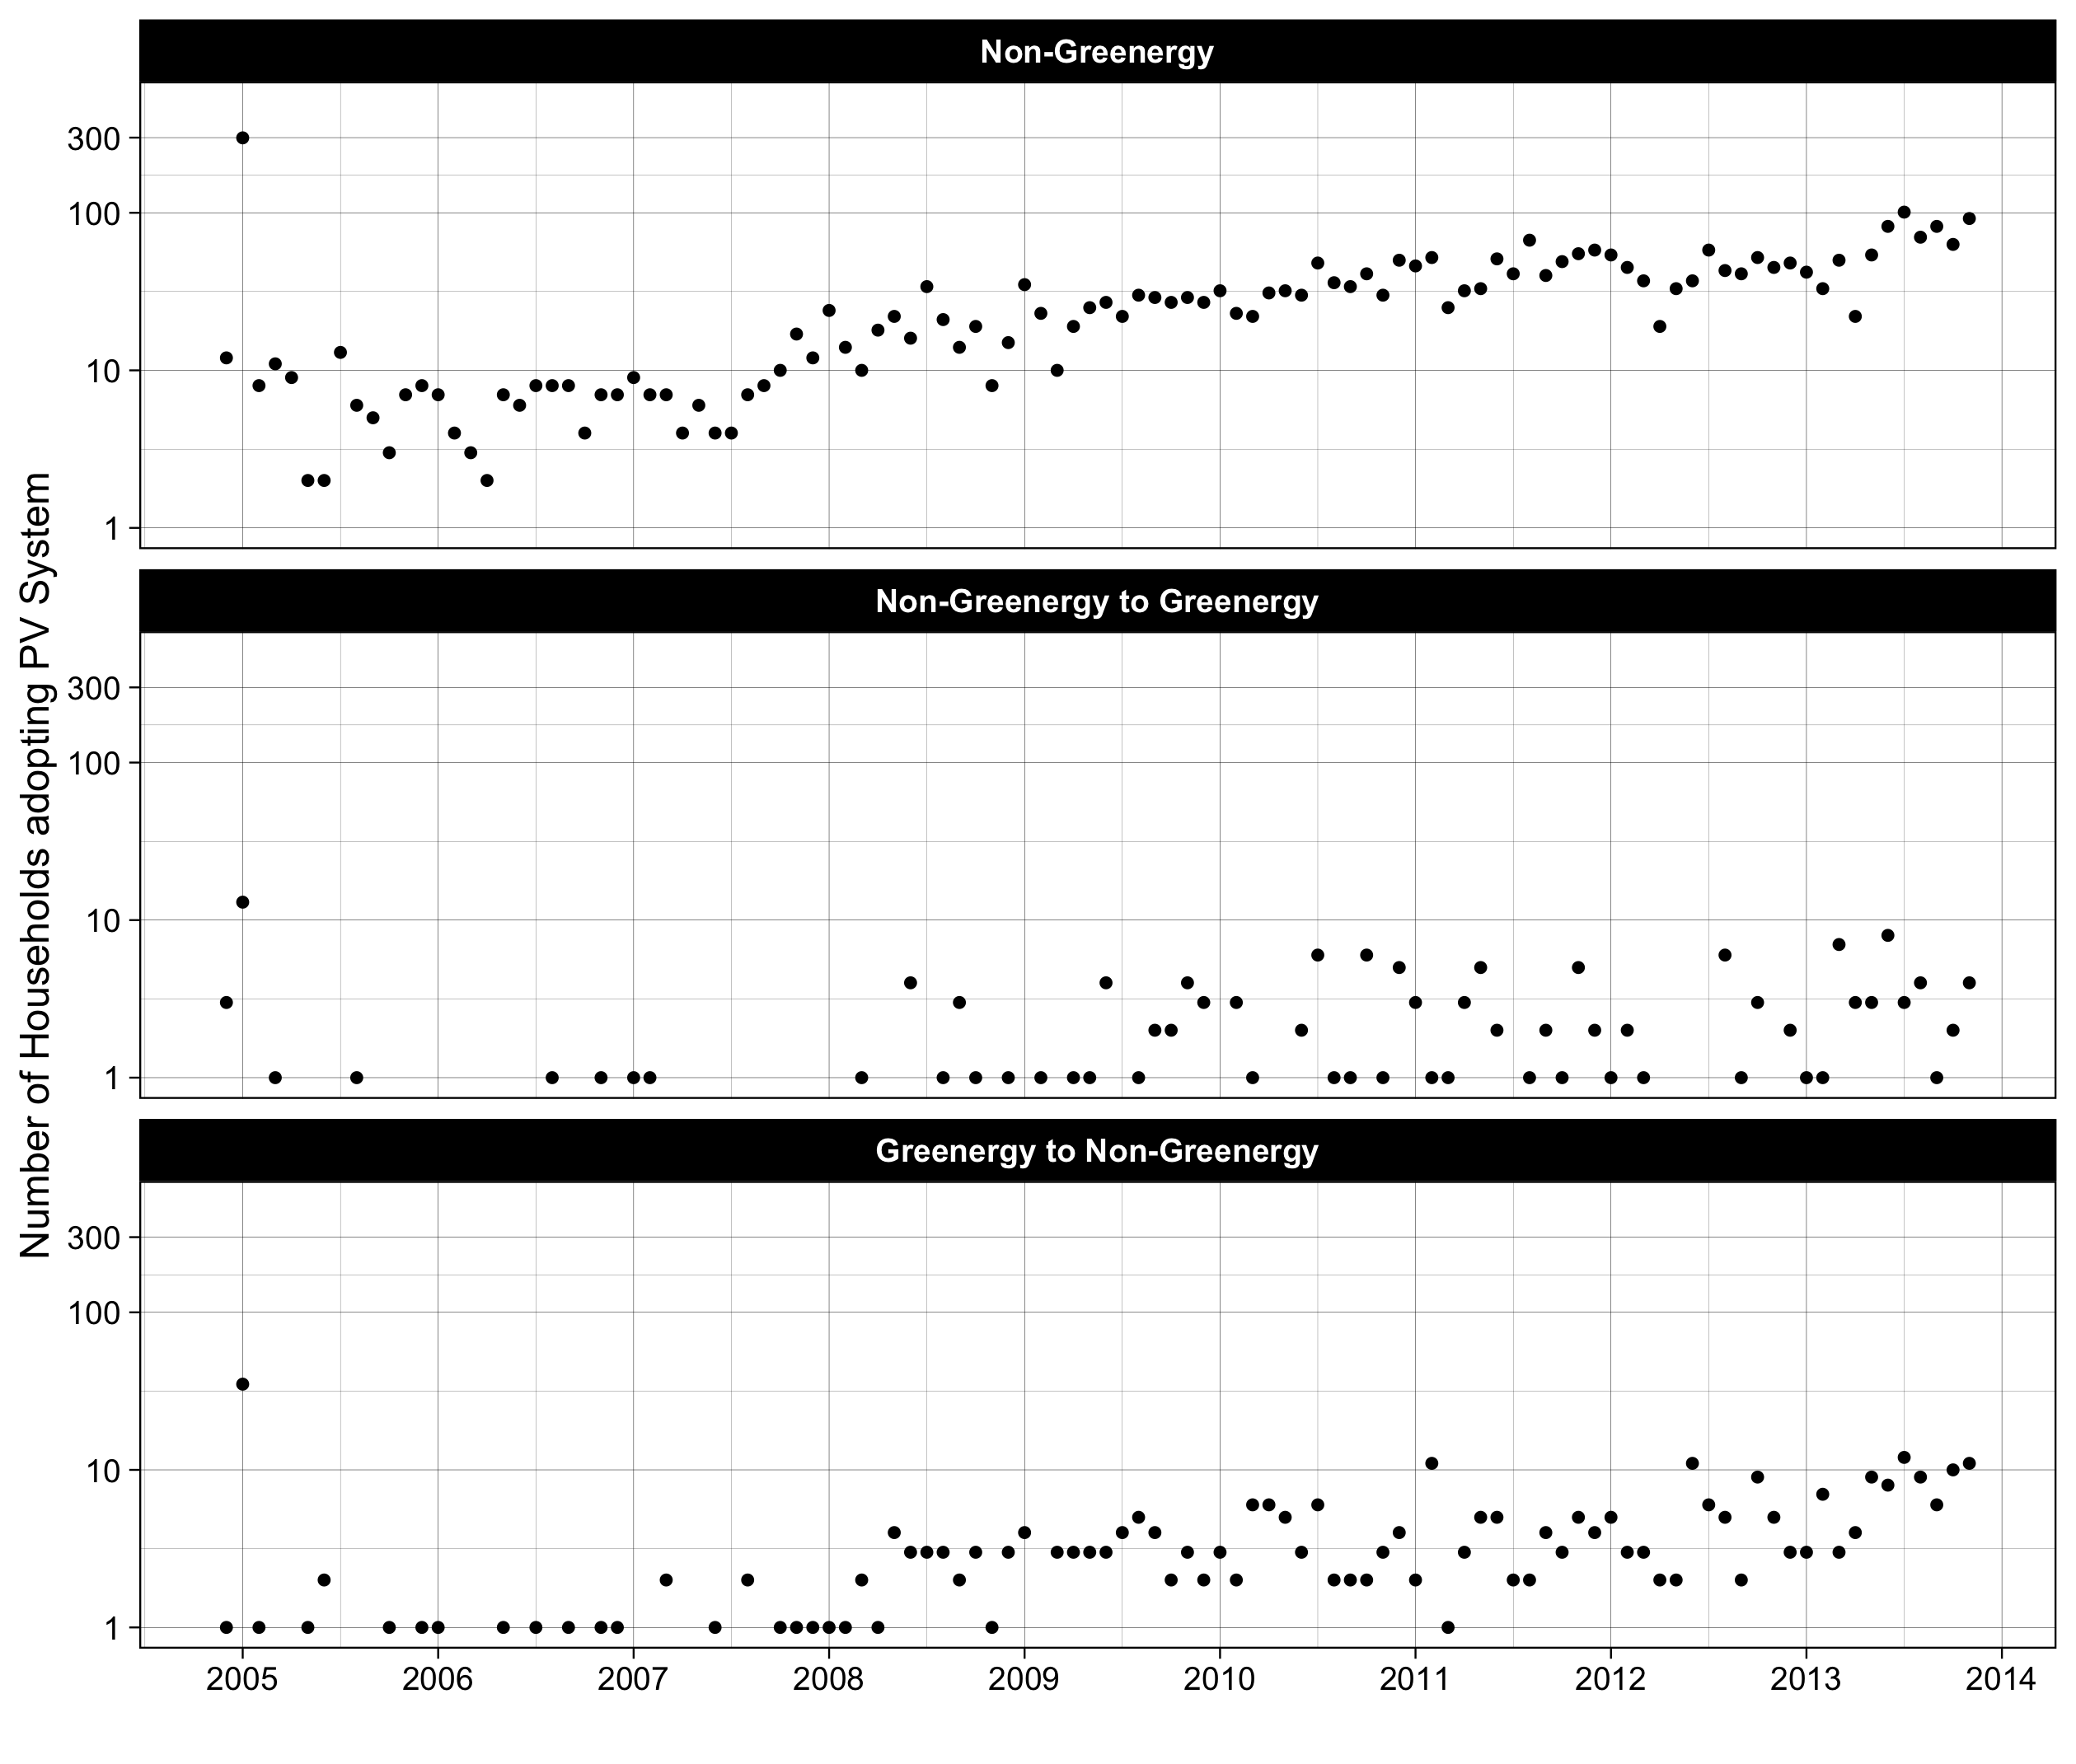 Number of Households adopting PV System
Non-Greenergy
300
100
10
1
Non-Greenergy to Greenergy
300
100
10
1
Greenergy to Non-Greenergy
300
100
10
1
2005 2006 2007 2008 2009 2010 2011 2012 2013 2014